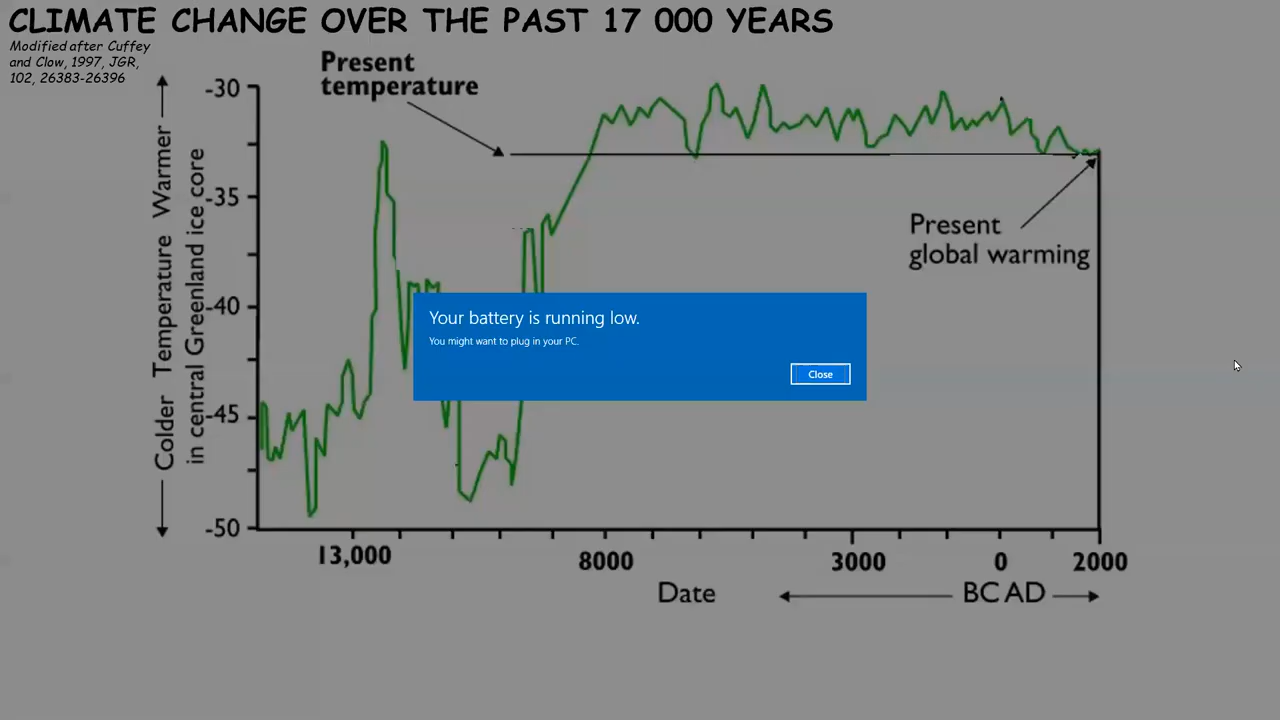 CLIMATE CHANGE OVER THE PAST 17 000 YEARS
Modified after Cuffey
and Clow, 1997, JGR,
102, 26383-26396
Present
temperature
Colder Temperature Warmer
in central Greenland ice core
-30
-35
-40
-45
-50
Present
global warming
Your battery is running low.
You might want to plug in your PC.
Close
13,000
8000
3000
0
2000
Date
BC AD